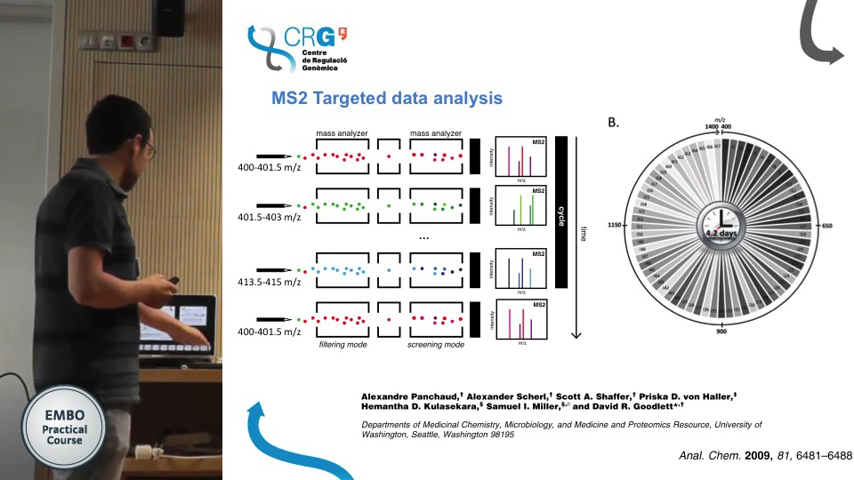 CRG
Centre
de Regulació
Genòmica
MS2 Targeted data analysis
mass analyzer
mass analyzer
400-401.5 m/z
intensity
MS2
m/z
401.5-403 m/z
intensity
MS2
m/z
...
413.5-415 m/z
intensity
MS2
m/z
400-401.5 m/z
intensity
MS2
m/z
filtering mode
screening mode
cycle
time
B.
m/z
1400 400
1150
650
4.2 days
900
Alexandre Panchaud,† Alexander Scherl,† Scott A. Shaffer,† Priska D. von Haller,‡
Hemantha D. Kulasekara,§ Samuel I. Miller, and David R. Goodlett*,†
Departments of Medicinal Chemistry, Microbiology, and Medicine and Proteomics Resource, University of
Washington, Seattle, Washington 98195
Anal. Chem. 2009, 81, 6481–6488
EMBO
Practical
Course